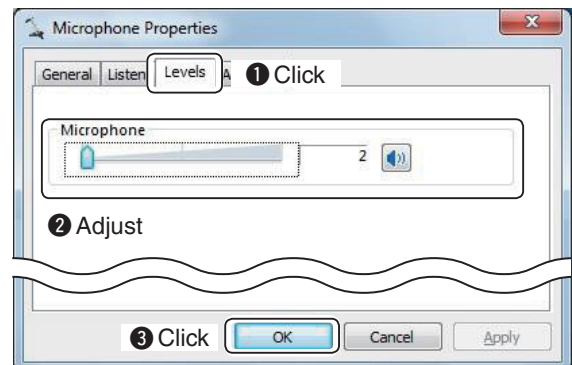 Microphone Properties
General Listen Levels A ❶ Click
Microphone
2
❷ Adjust
❸ Click OK Cancel Apply